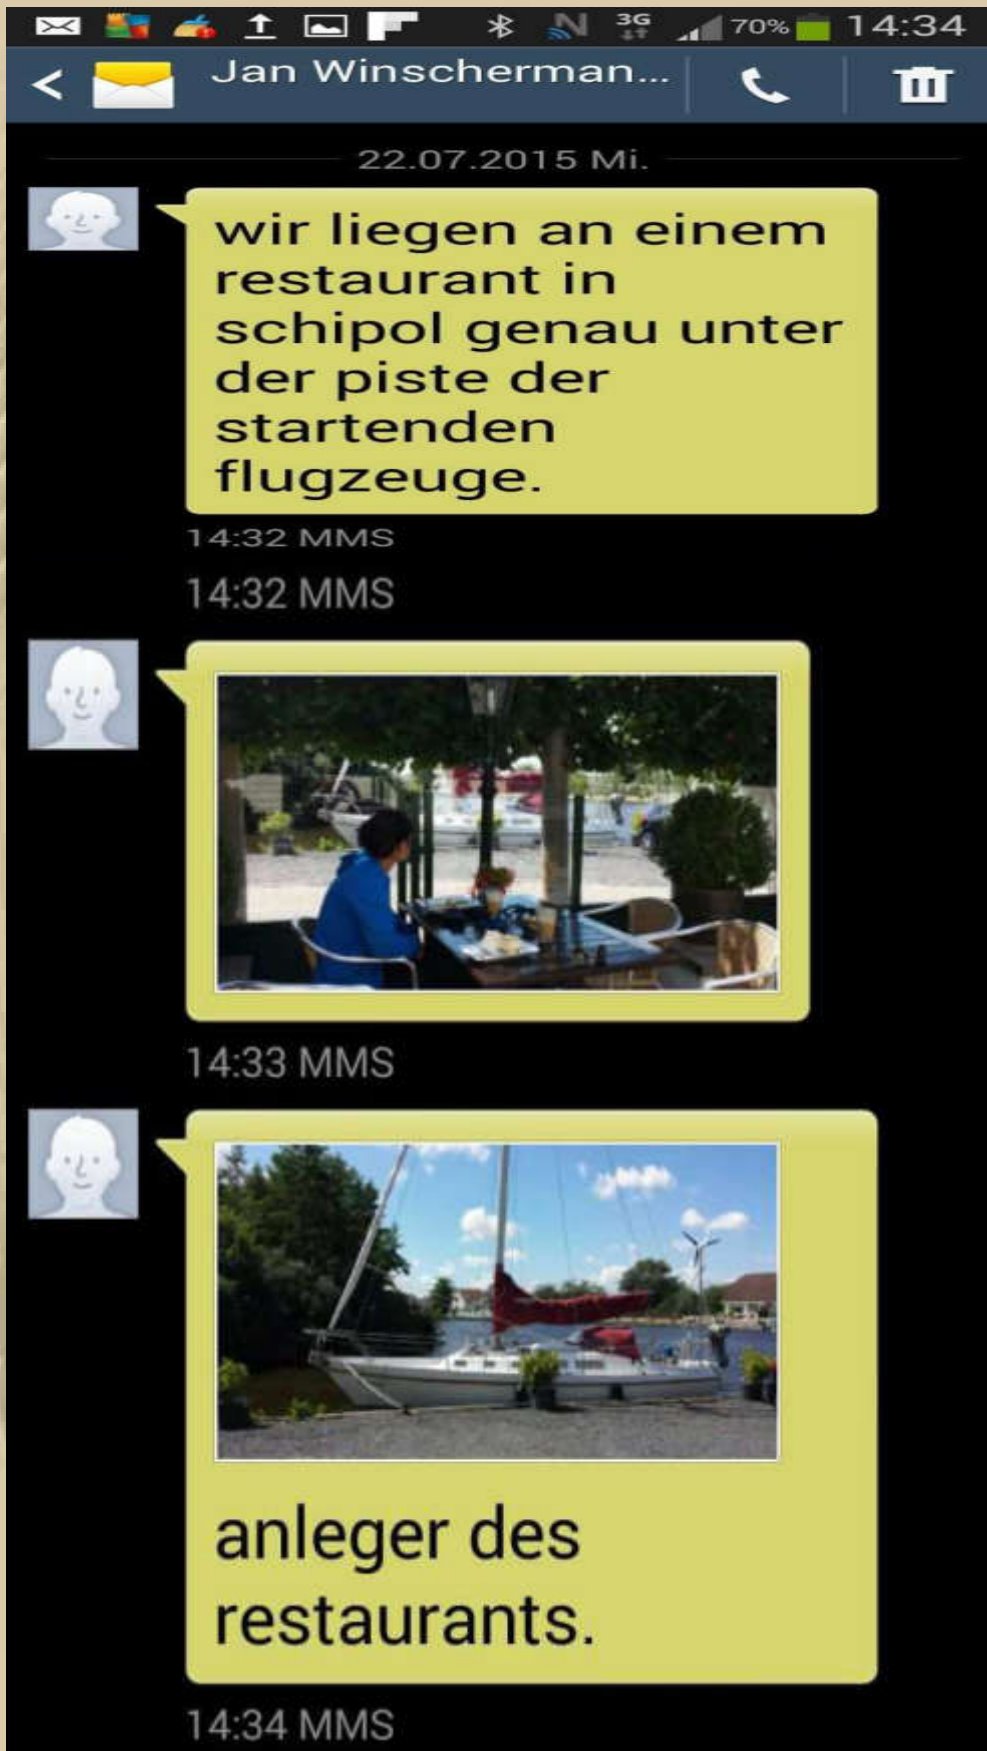 3G 70% 14:34
Jan Winscherman...
22.07.2015 Mi.
wir liegen an einem
restaurant in
schipol genau unter
der piste der
startenden
flugzeuge.
14:32 MMS
14:32 MMS
14:33 MMS
anleger des
restaurants.
14:34 MMS